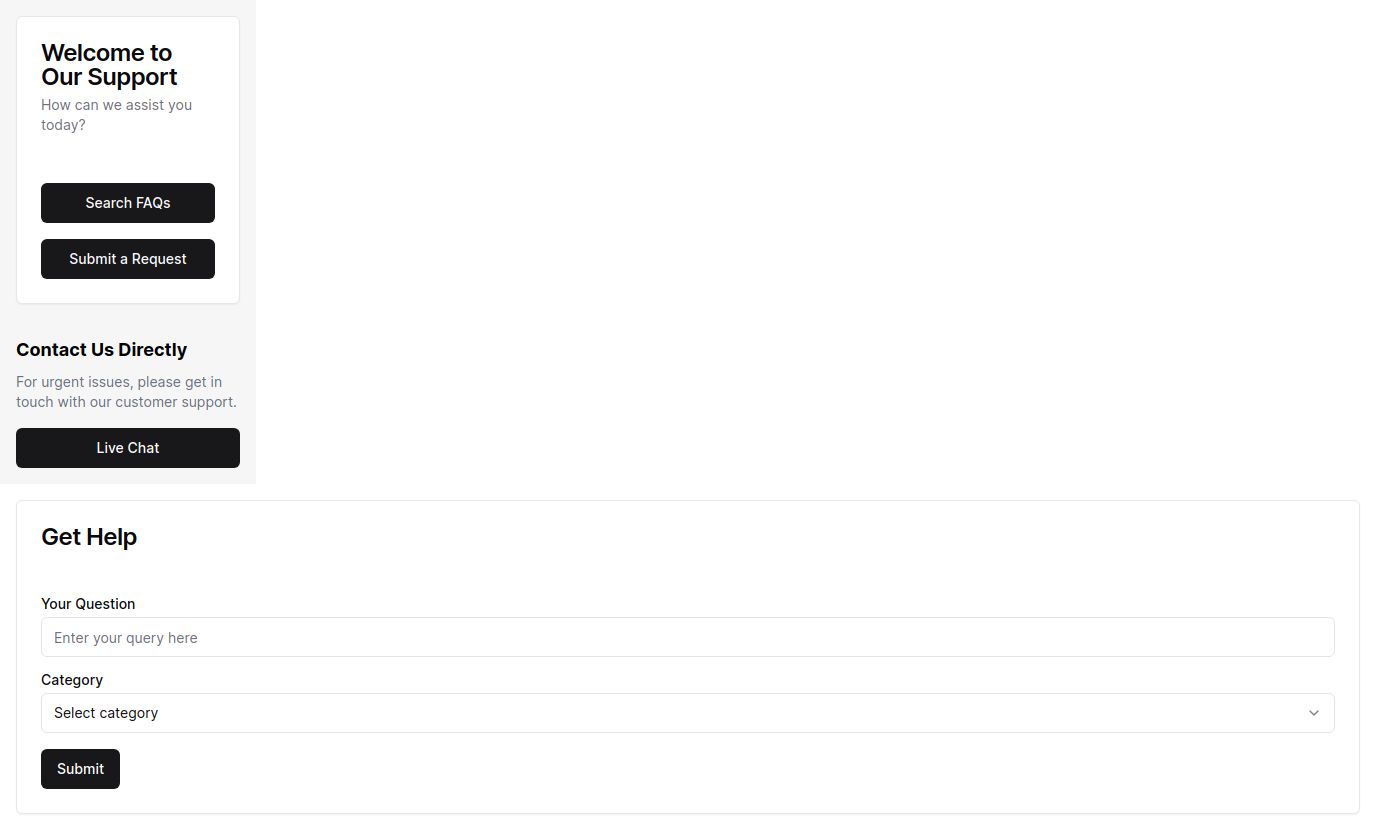 Welcome to
Our Support
How can we assist you
today?
Search FAQs
Submit a Request
Contact Us Directly
For urgent issues, please get in
touch with our customer support.
Live Chat
Get Help
Your Question
Enter your query here
Category
Select category
Submit